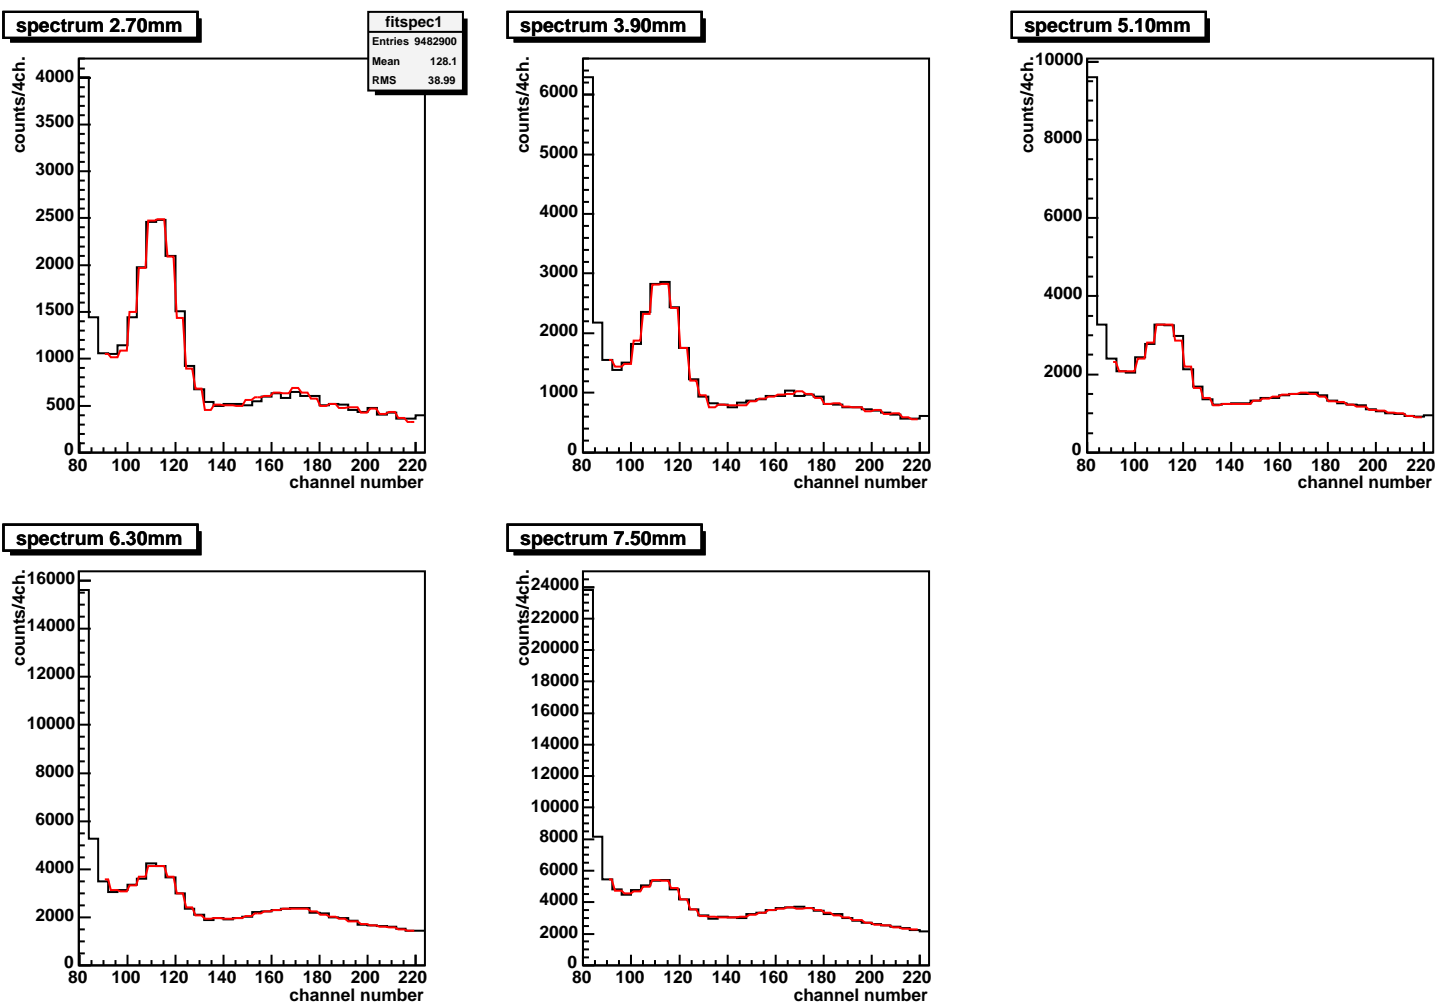 spectrum 2.70mm
fitspec1
Entries 9482900
Mean 128.1
RMS 38.99
counts/4ch.
4000
3500
3000
2500
2000
1500
1000
500
0
80 100 120 140 160 180 200 220
channel number
spectrum 3.90mm
counts/4ch.
6000
5000
4000
3000
2000
1000
0
80 100 120 140 160 180 200 220
channel number
spectrum 5.10mm
counts/4ch.
10000
8000
6000
4000
2000
0
80 100 120 140 160 180 200 220
channel number
spectrum 6.30mm
counts/4ch.
16000
14000
12000
10000
8000
6000
4000
2000
0
80 100 120 140 160 180 200 220
channel number
spectrum 7.50mm
counts/4ch.
24000
22000
20000
18000
16000
14000
12000
10000
8000
6000
4000
2000
0
80 100 120 140 160 180 200 220
channel number